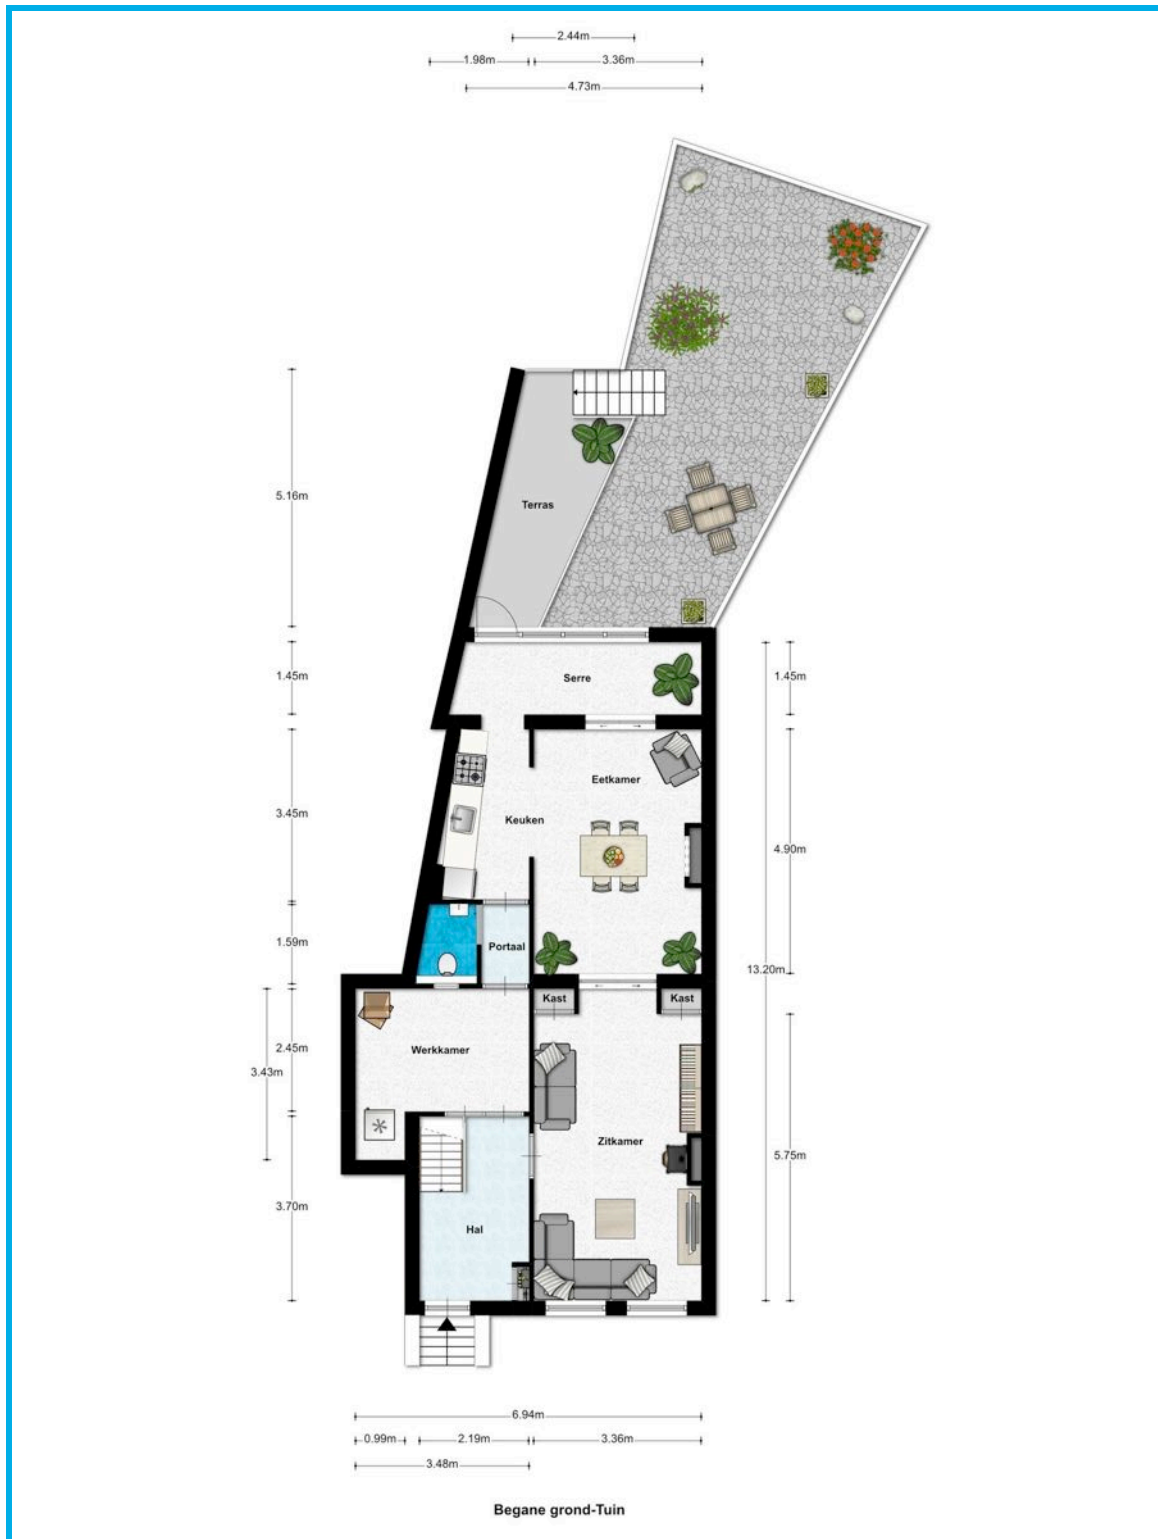 2.44m
1.98m 3.36m
4.73m
5.16m
Terras
1.45m
Serre
1.45m
Eetkamer
3.45m
Keuken
4.90m
1.59m
Portaal
13.20m
Kast Kast
2.45m
Werkkamer
3.43m
Zitkamer
5.75m
3.70m
Hal
6.94m
0.99m 2.19m 3.36m
3.48m
Begane grond-Tuin